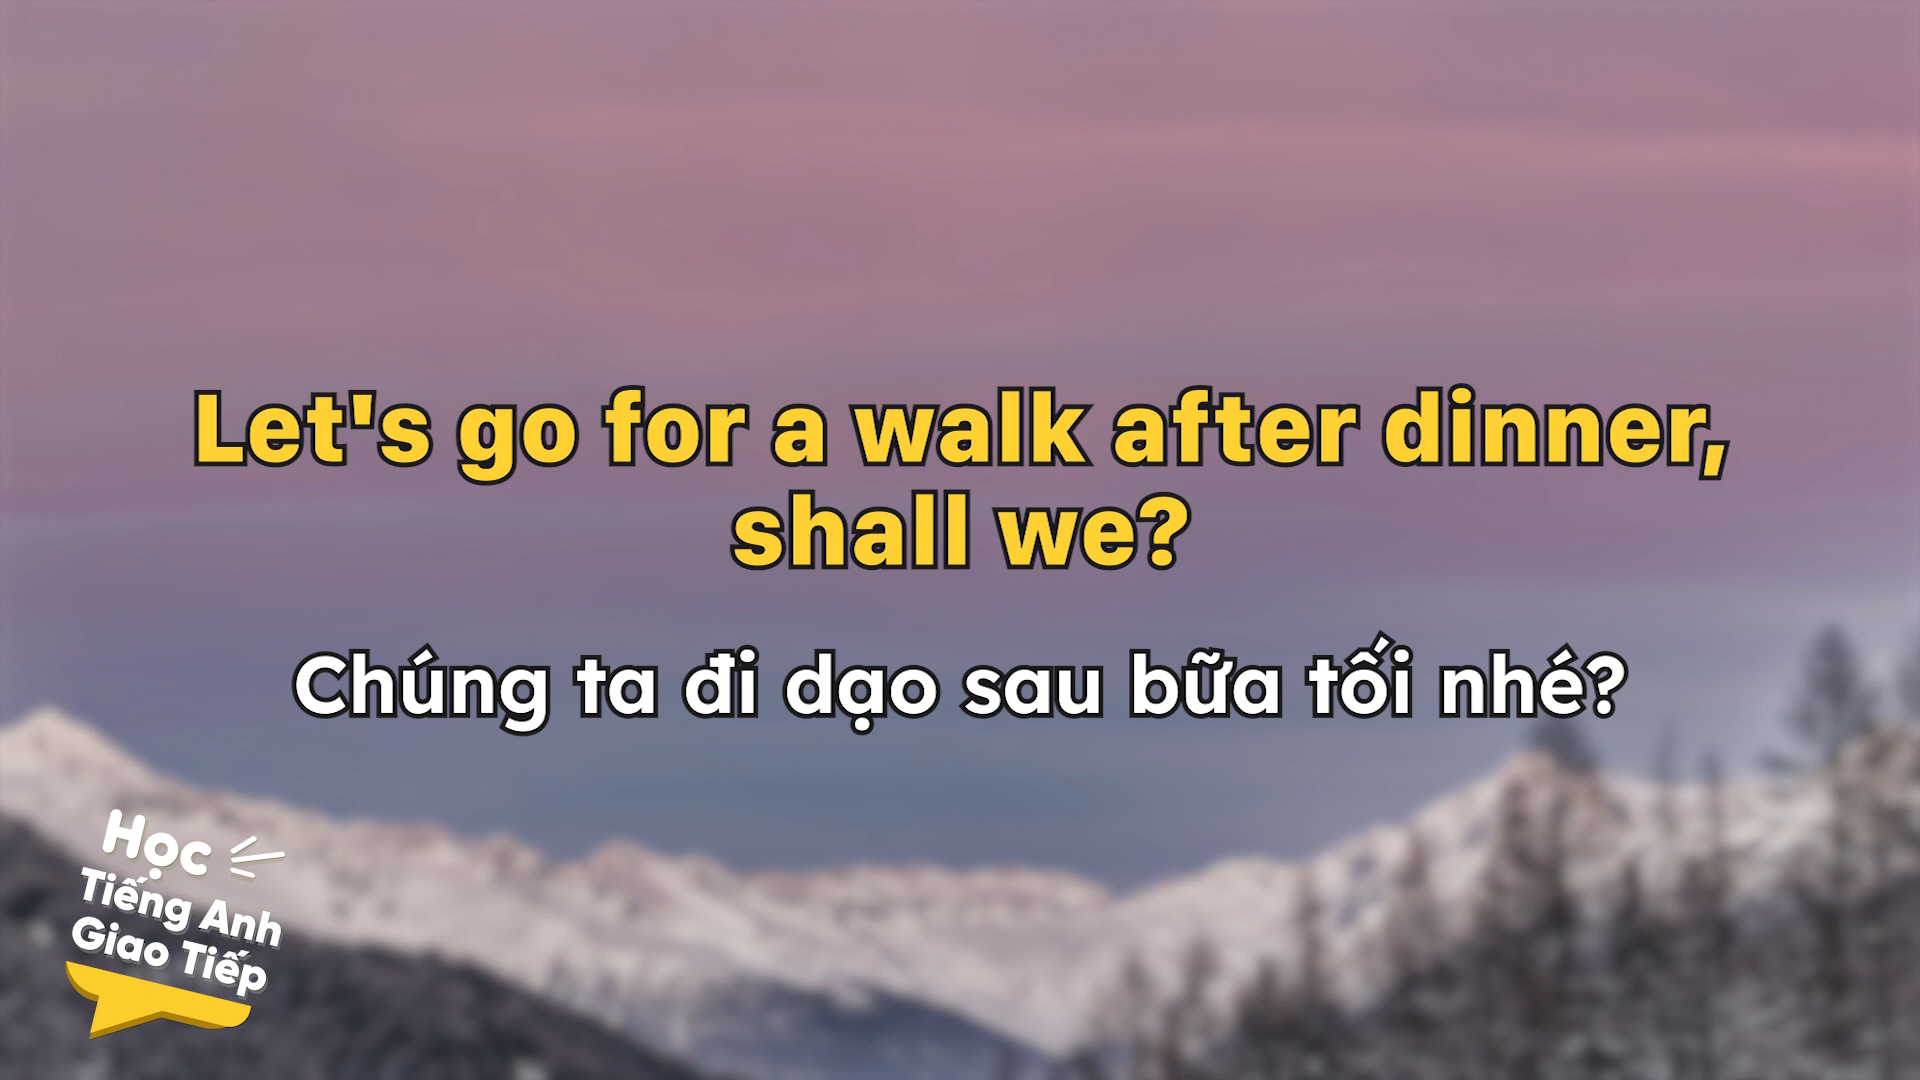 Let's go for a walk after dinner,
shall we?
Chúng ta đi dạo sau bữa tối nhé?
Học
Tiếng Anh
Giao Tiếp